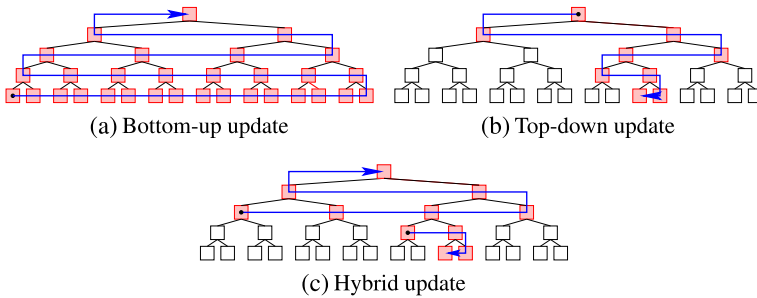 (a) Bottom-up update
(b) Top-down update
(c) Hybrid update